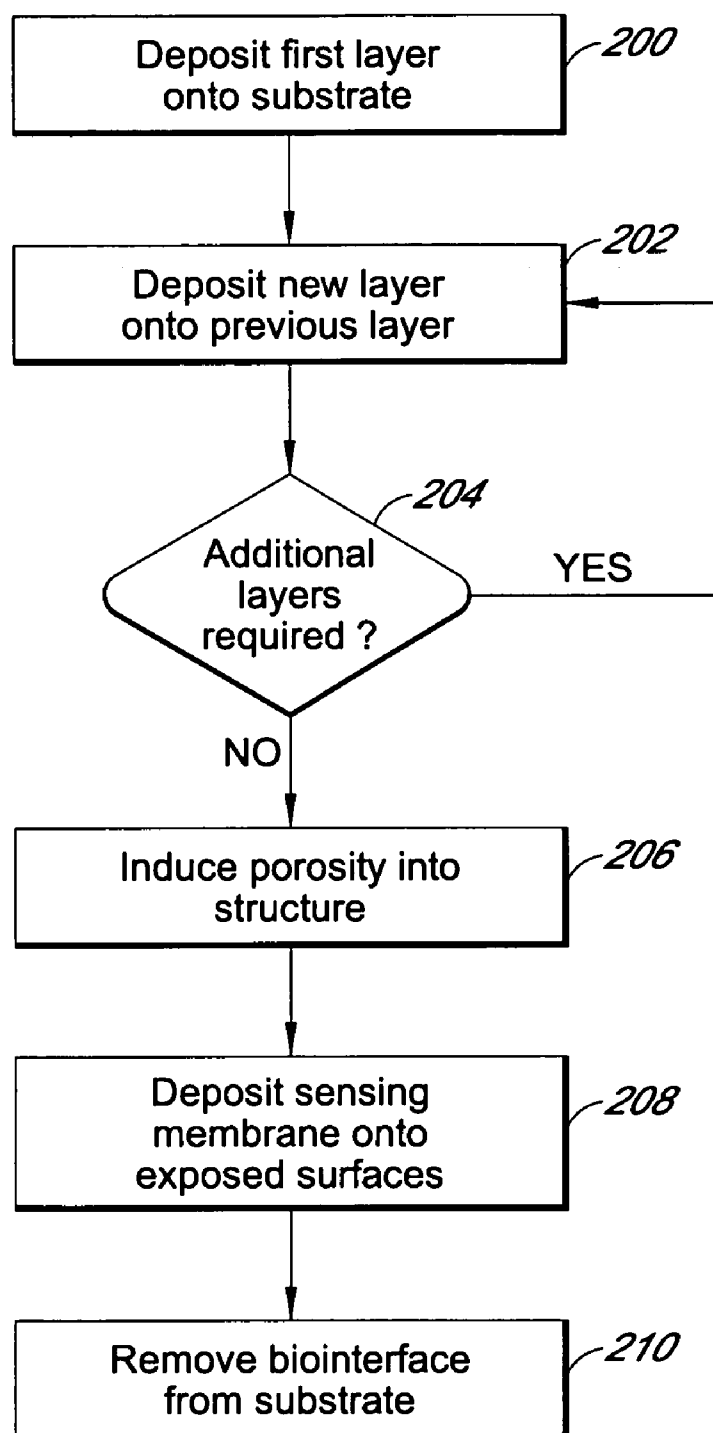 Deposit first layer
onto substrate
200
Deposit new layer
onto previous layer
202
Additional
layers
required ?
204
YES
NO
Induce porosity into
structure
206
Deposit sensing
membrane onto
exposed surfaces
208
Remove biointerface
from substrate
210